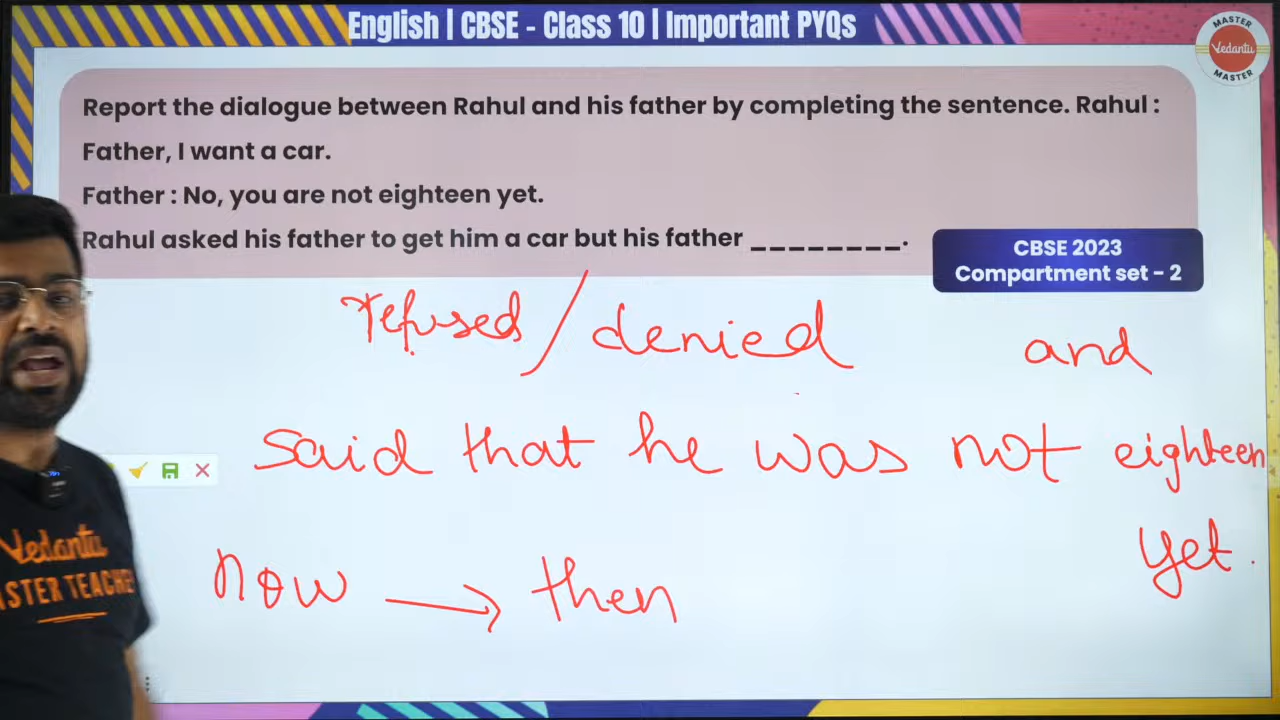 English | CBSE - Class 10 | Important PYQs
MASTER
Vedantu
MASTER
Report the dialogue between Rahul and his father by completing the sentence. Rahul :
Father, I want a car.
Father : No, you are not eighteen yet.
Rahul asked his father to get him a car but his father ________.
CBSE 2023
Compartment set - 2
refused / denied and
said that he was not eighteen
yet.
now → then
Vedantu
MASTER TEACHER